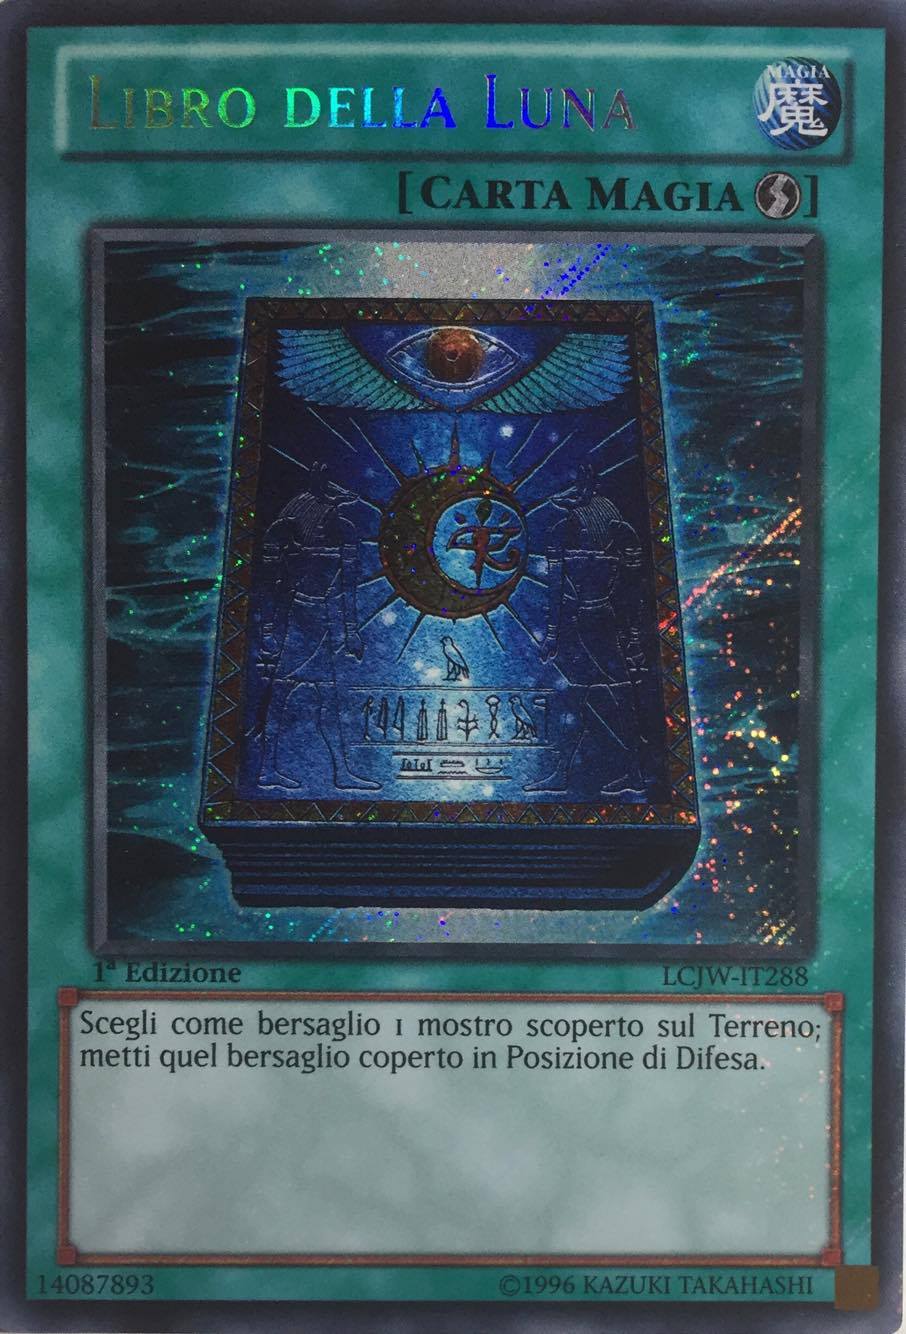 Libro della Luna
MAGIA
魔
[Carta Magia]
1ª Edizione
LCJW-IT288
Scegli come bersaglio 1 mostro scoperto sul Terreno;
metti quel bersaglio coperto in Posizione di Difesa.
14087893
©1996 KAZUKI TAKAHASHI